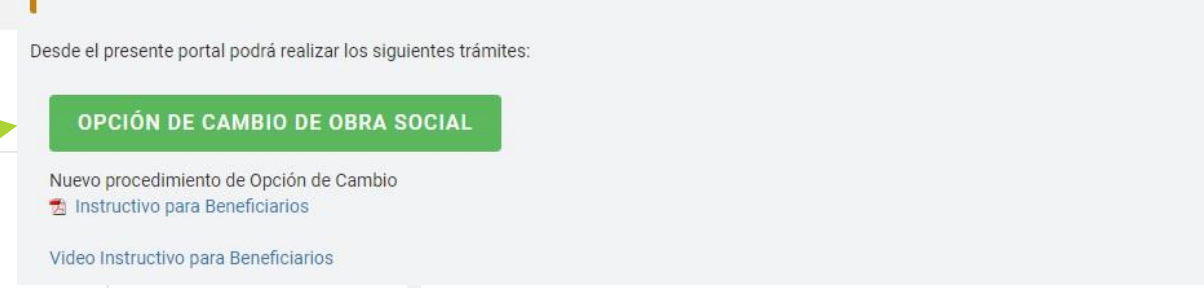 Desde el presente portal podrá realizar los siguientes trámites:
OPCIÓN DE CAMBIO DE OBRA SOCIAL
Nuevo procedimiento de Opción de Cambio
Instructivo para Beneficiarios
Video Instructivo para Beneficiarios